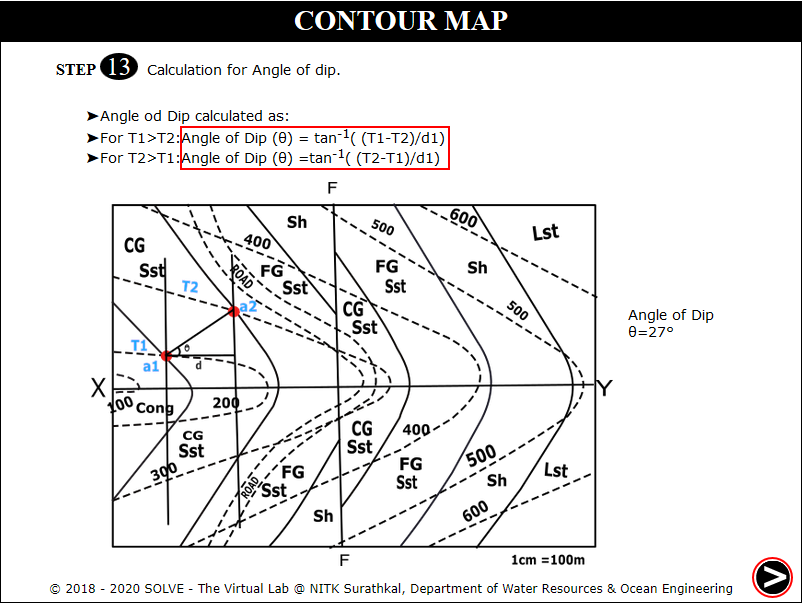 CONTOUR MAP
STEP 13 Calculation for Angle of dip.
➤Angle od Dip calculated as:
➤For T1>T2:Angle of Dip (θ) = tan⁻¹( (T1-T2)/d1)
➤For T2>T1:Angle of Dip (θ) =tan⁻¹( (T2-T1)/d1)
F
CG
Sst
T2
ROAD
400
Sh
FG
Sst
500
600
Lst
FG
Sst
Sh
CG
Sst
500
a2
T1
a1
θ
d
Angle of Dip
θ=27°
X
Y
100
Cong
200
CG
Sst
300
CG
Sst
400
FG
Sst
ROAD
Sh
FG
Sst
500
Sh
600
Lst
F
1cm =100m
>
© 2018 - 2020 SOLVE - The Virtual Lab @ NITK Surathkal, Department of Water Resources & Ocean Engineering